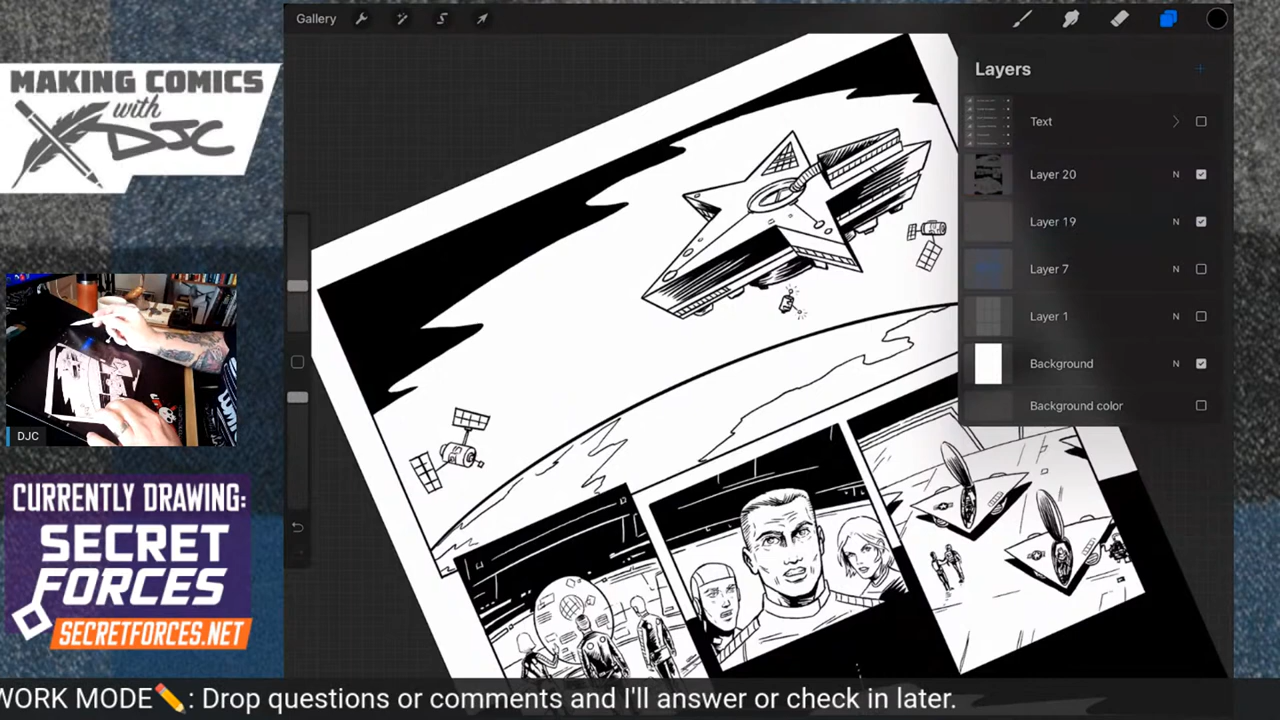 Gallery
MAKING COMICS
with
DJC
Layers
Text
Layer 20
N
Layer 19
N
Layer 7
N
Layer 1
N
Background
N
Background color
DJC
CURRENTLY DRAWING:
SECRET
FORCES
SECRETFORCES.NET
WORK MODE✏️: Drop questions or comments and I'll answer or check in later.